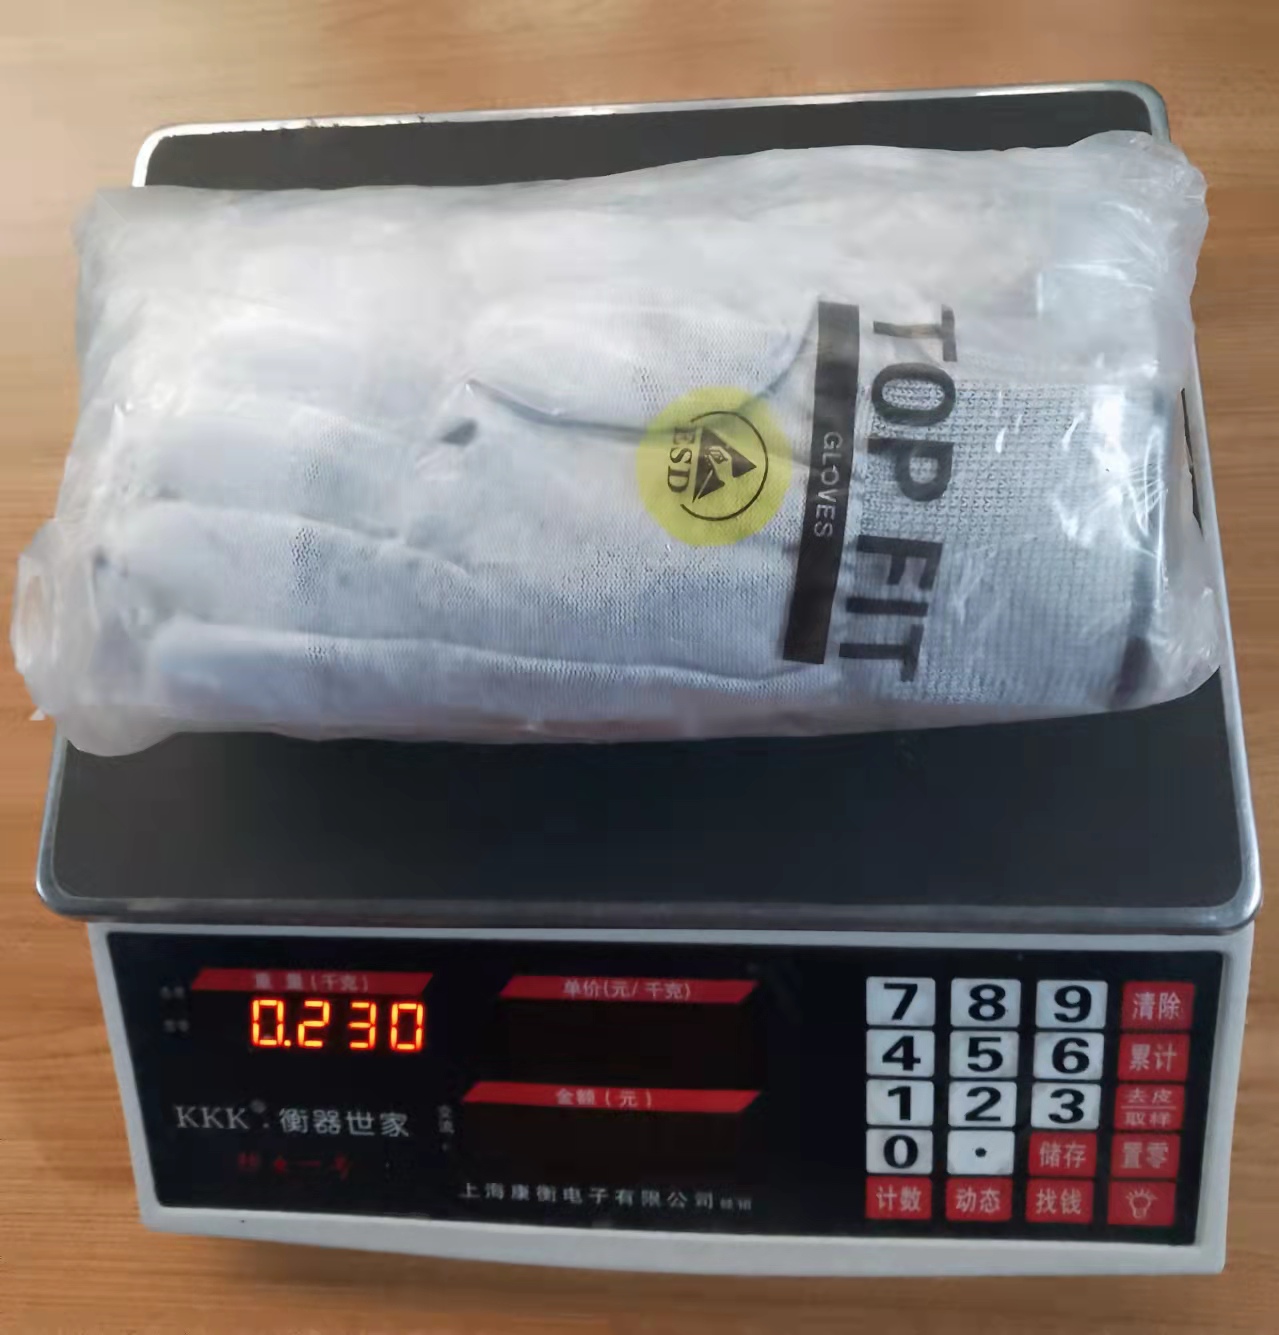 TOP FIT
GLOVES
ESD
重量(千克)
0.230
单价(元/千克)
金额(元)
KKK®·衡器世家
上海康衡电子有限公司
7 8 9 清除
4 5 6 累计
1 2 3 去皮
取样
0 · 储存 置零
计数 动态 找钱